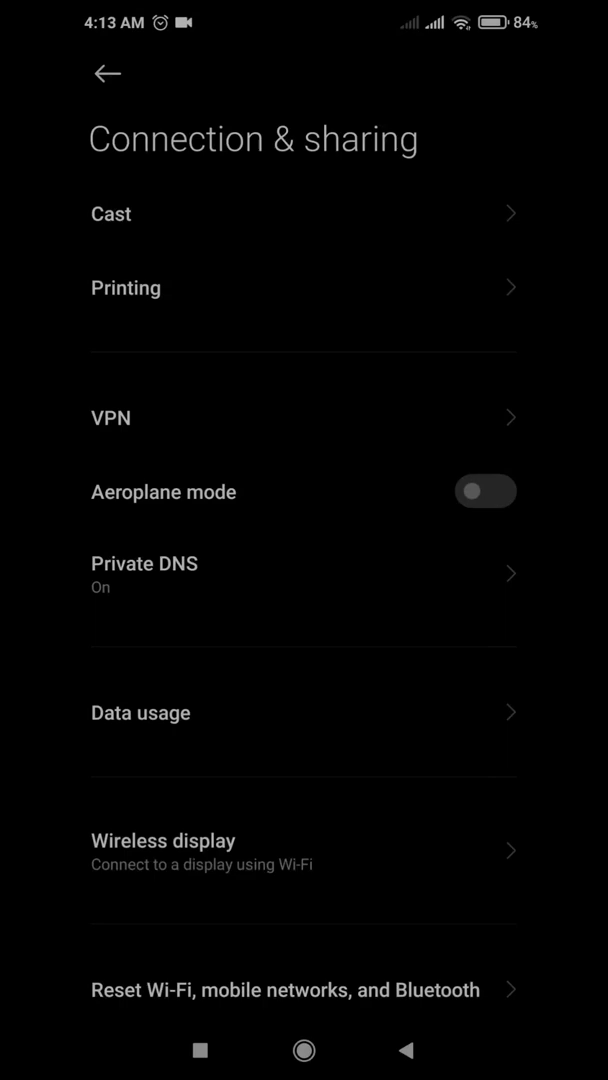 4:13 AM 84%
Connection & sharing
Cast
Printing
VPN
Aeroplane mode
Private DNS
On
Data usage
Wireless display
Connect to a display using Wi-Fi
Reset Wi-Fi, mobile networks, and Bluetooth